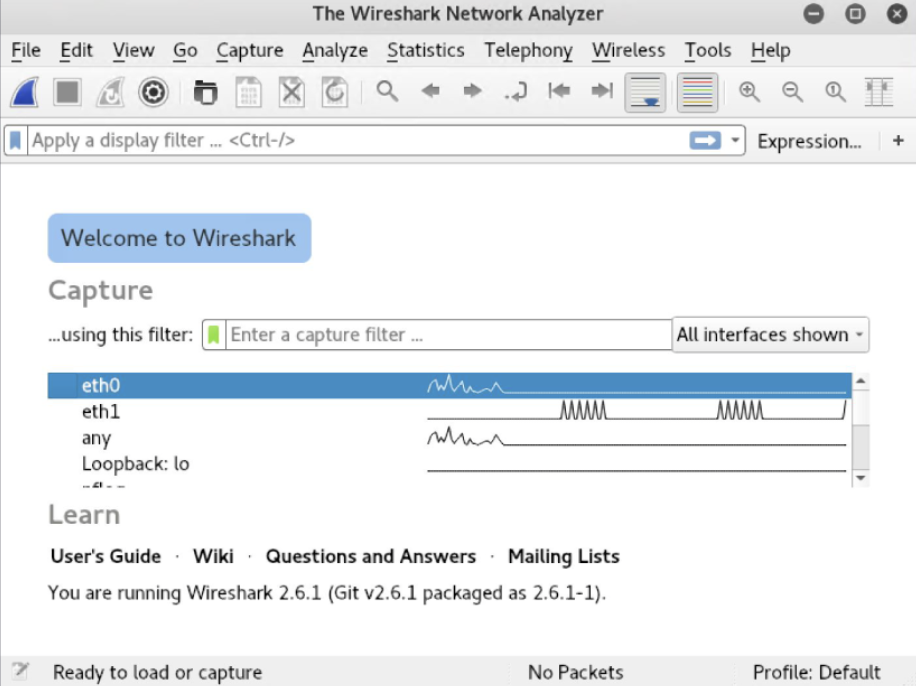 The Wireshark Network Analyzer
File Edit View Go Capture Analyze Statistics Telephony Wireless Tools Help
Apply a display filter ... <Ctrl-/> Expression... +
Welcome to Wireshark
Capture
...using this filter: Enter a capture filter ... All interfaces shown
eth0
eth1
any
Loopback: lo
Learn
User's Guide · Wiki · Questions and Answers · Mailing Lists
You are running Wireshark 2.6.1 (Git v2.6.1 packaged as 2.6.1-1).
Ready to load or capture No Packets Profile: Default